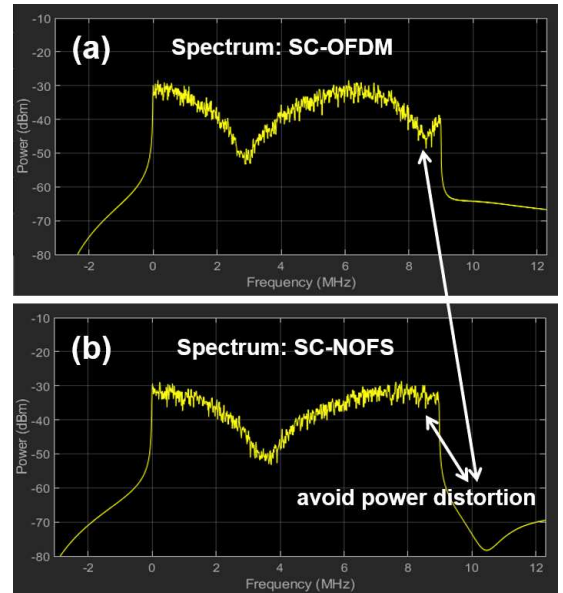 -10
(a) Spectrum: SC-OFDM
-20
-30
-40
-50
-60
-70
-80
Power (dBm)
-2 0 2 4 6 8 10 12
Frequency (MHz)
-10
(b) Spectrum: SC-NOFS
-20
-30
-40
-50
-60
avoid power distortion
-70
-80
Power (dBm)
-2 0 2 4 6 8 10 12
Frequency (MHz)